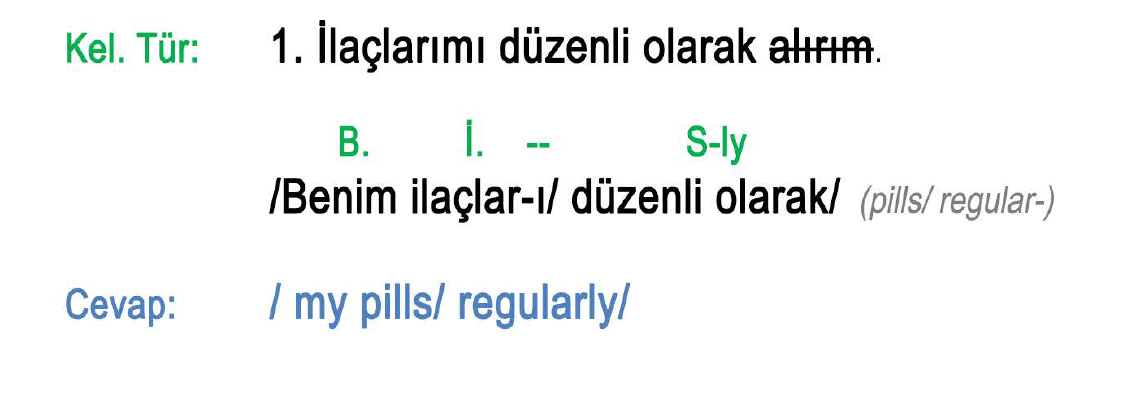 Kel. Tür: 1. İlaçlarımı düzenli olarak alırım.
B. İ. -- S-ly
/Benim ilaçlar-ı/ düzenli olarak/ (pills/ regular-)
Cevap: / my pills/ regularly/